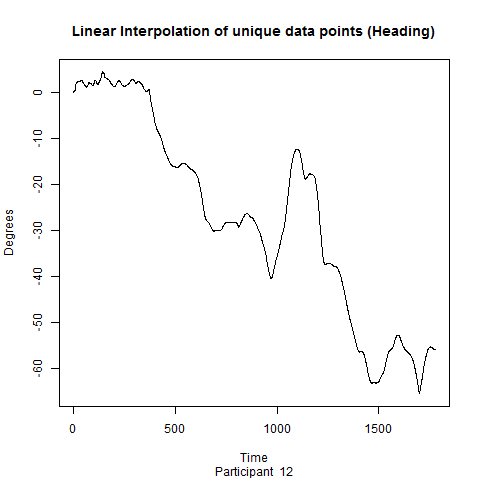 Linear Interpolation of unique data points (Heading)
Degrees
0
-10
-20
-30
-40
-50
-60
0 500 1000 1500
Time
Participant 12